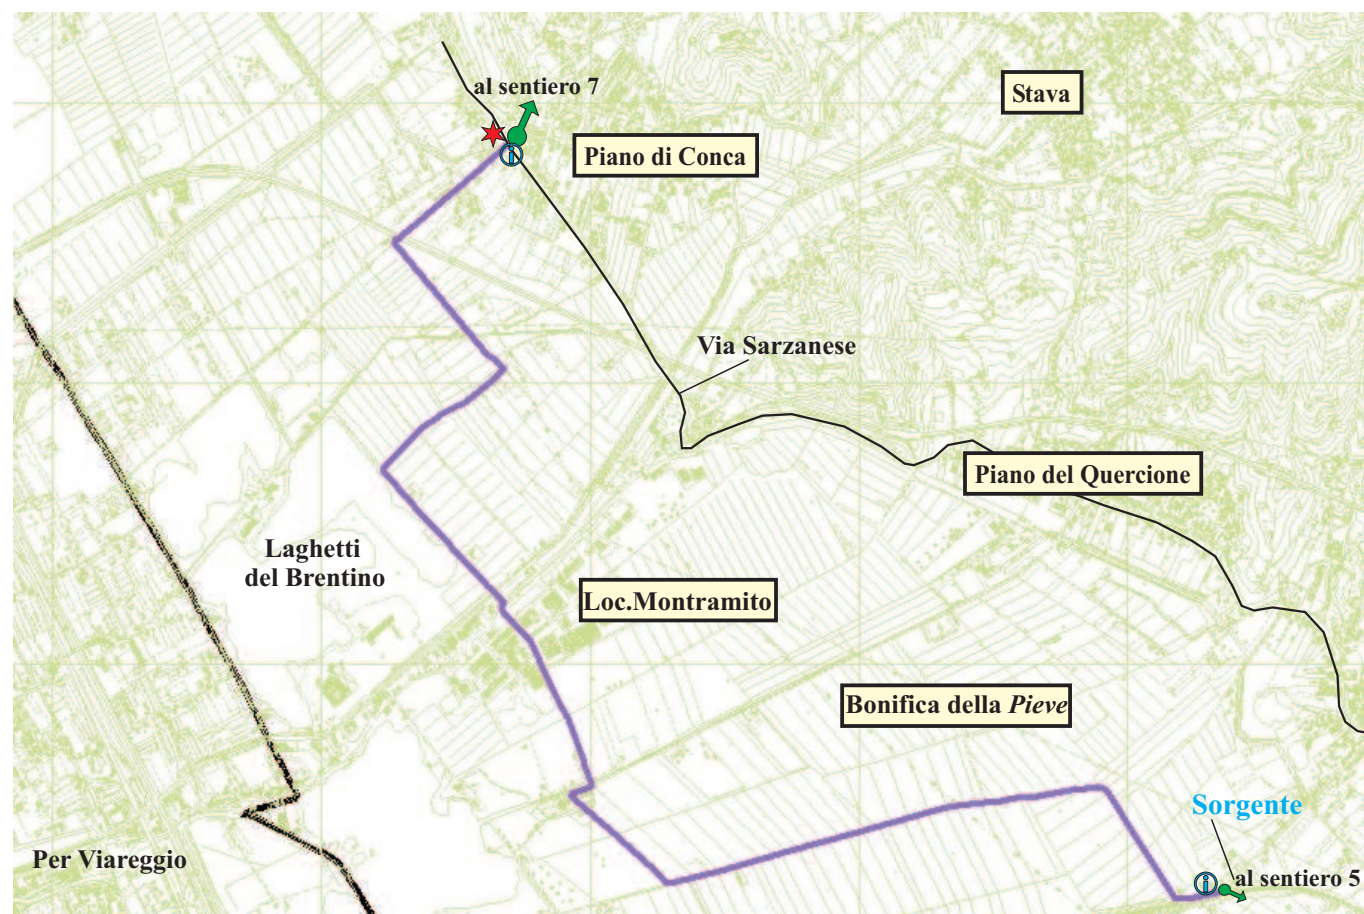 al sentiero 7
Stava
Piano di Conca
Via Sarzanese
Piano del Quercione
Laghetti
del Brentino
Loc.Montramito
Bonifica della Pieve
Sorgente
Per Viareggio
al sentiero 5